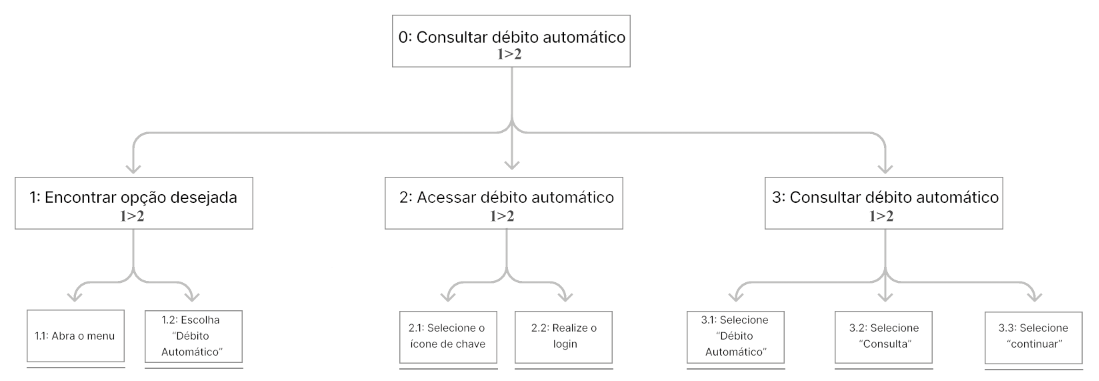 0: Consultar débito automático
1>2
1: Encontrar opção desejada
1>2
2: Acessar débito automático
1>2
3: Consultar débito automático
1>2
1.1: Abra o menu
1.2: Escolha
“Débito
Automático”
2.1: Selecione o
ícone de chave
2.2: Realize o
login
3.1: Selecione
“Débito
Automático”
3.2: Selecione
“Consulta”
3.3: Selecione
“continuar”